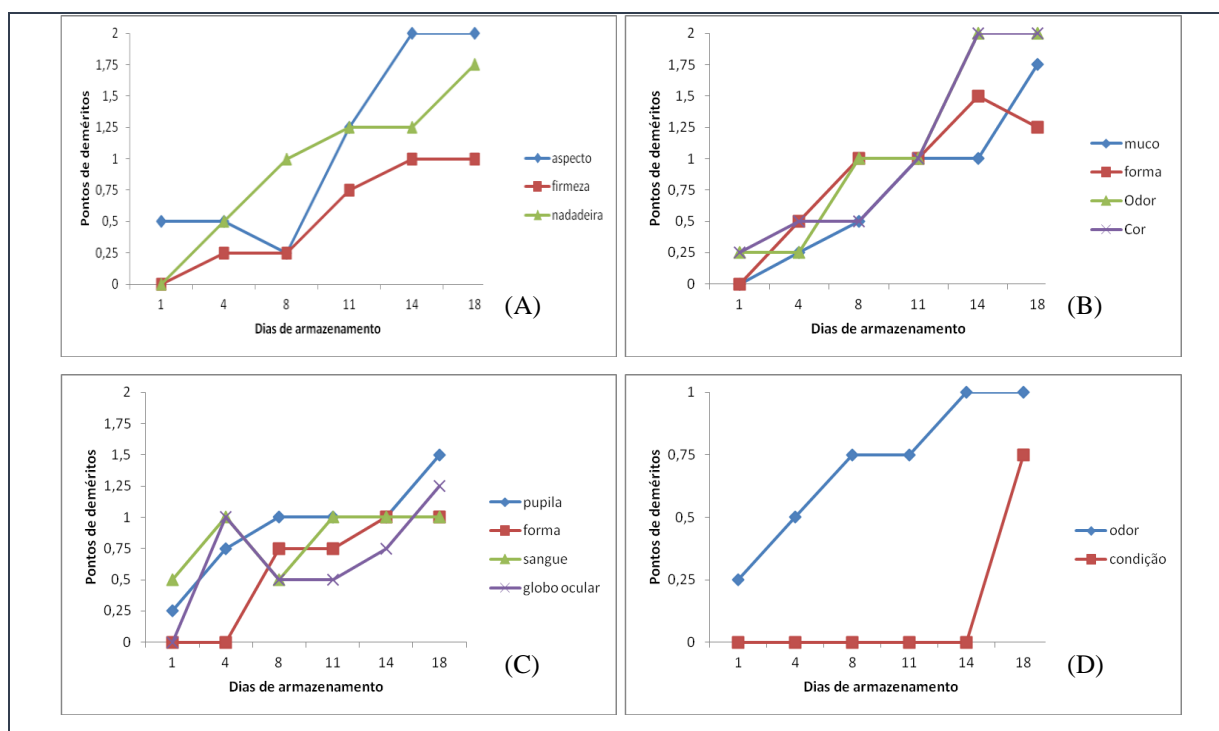 Pontos de deméritos
2
1,75
1,5
1,25
1
0,75
0,5
0,25
0
1 4 8 11 14 18
Dias de armazenamento
aspecto
firmeza
nadadeira
(A)
Pontos de deméritos
2
1,75
1,5
1,25
1
0,75
0,5
0,25
0
1 4 8 11 14 18
Dias de armazenamento
muco
forma
Odor
Cor
(B)
Pontos de deméritos
2
1,75
1,5
1,25
1
0,75
0,5
0,25
0
1 4 8 11 14 18
Dias de armazenamento
pupila
forma
sangue
globo ocular
(C)
Pontos de deméritos
1
0,75
0,5
0,25
0
1 4 8 11 14 18
Dias de armazenamento
odor
condição
(D)